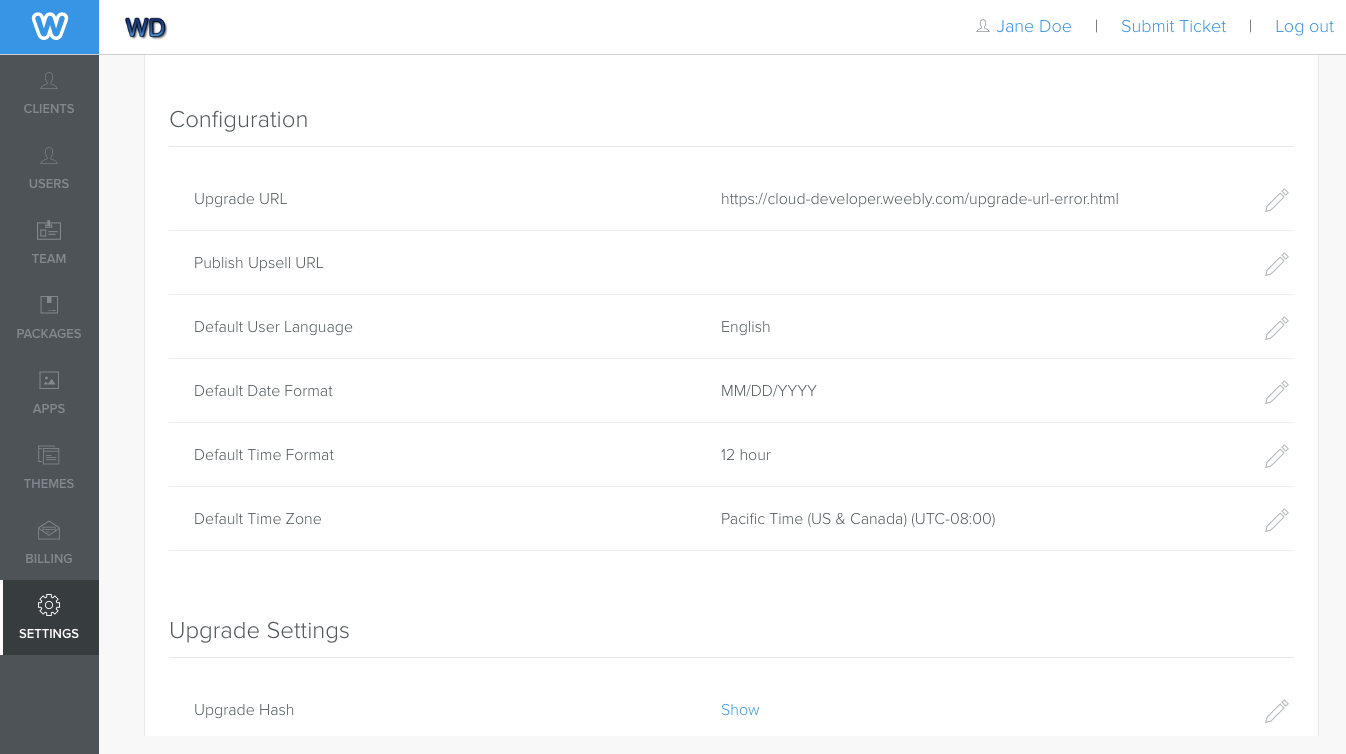 WD
Jane Doe | Submit Ticket | Log out
CLIENTS
USERS
TEAM
PACKAGES
APPS
THEMES
BILLING
SETTINGS
Configuration
Upgrade URL https://cloud-developer.weebly.com/upgrade-url-error.html
Publish Upsell URL
Default User Language English
Default Date Format MM/DD/YYYY
Default Time Format 12 hour
Default Time Zone Pacific Time (US & Canada) (UTC-08:00)
Upgrade Settings
Upgrade Hash Show